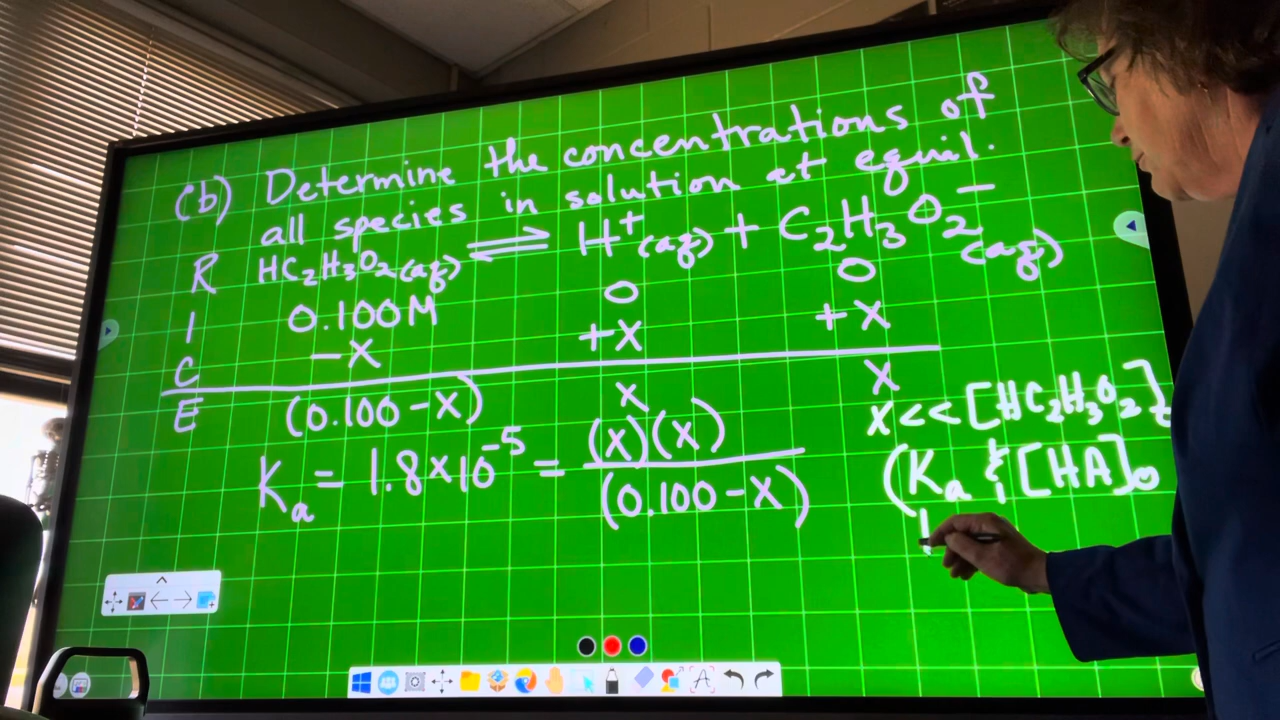 (b) Determine the concentrations of
all species in solution at equil.
R HC₂H₃O₂(aq) ⇌ H⁺(aq) + C₂H₃O₂⁻(aq)
I 0.100M 0 0
C -x +x +x
E (0.100-x) x x
x<<[HC₂H₃O₂]
Kₐ = 1.8×10⁻⁵ = (x)(x) / (0.100-x)
(Kₐ & [HA]₀